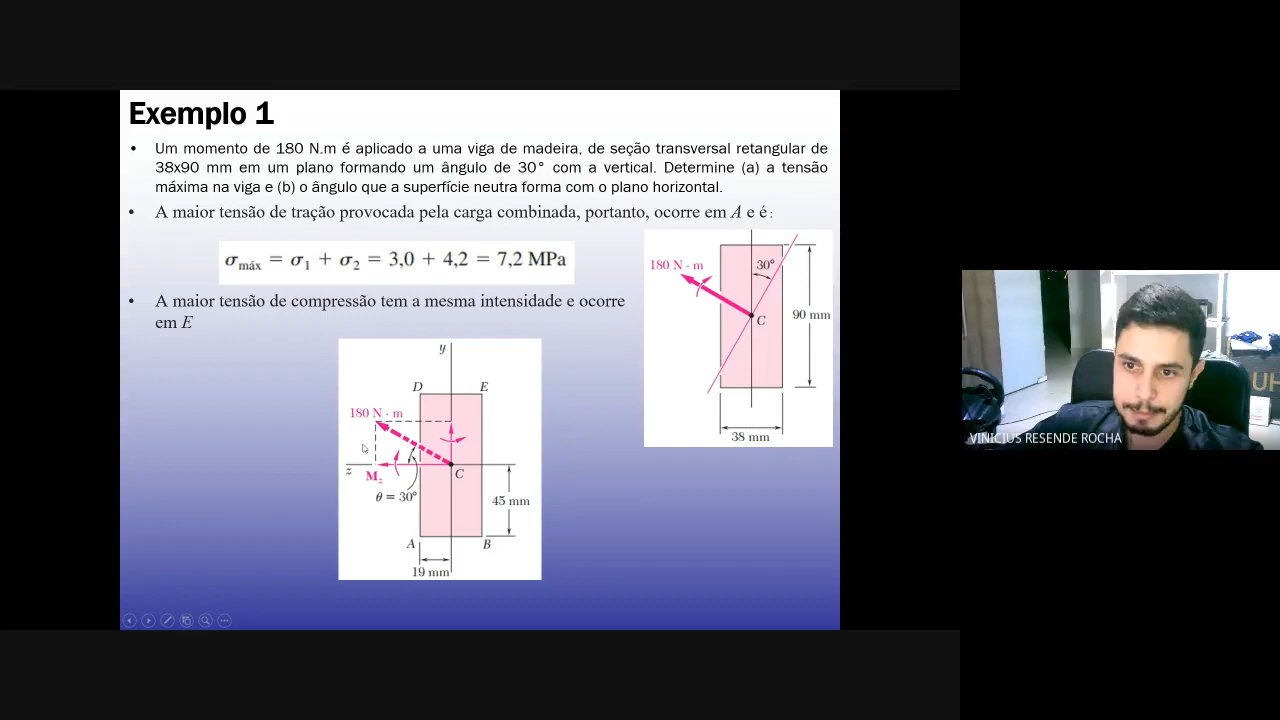 Exemplo 1
• Um momento de 180 N.m é aplicado a uma viga de madeira, de seção transversal retangular de
38x90 mm em um plano formando um ângulo de 30° com a vertical. Determine (a) a tensão
máxima na viga e (b) o ângulo que a superfície neutra forma com o plano horizontal.
• A maior tensão de tração provocada pela carga combinada, portanto, ocorre em A e é:
σmáx = σ1 + σ2 = 3,0 + 4,2 = 7,2 MPa
• A maior tensão de compressão tem a mesma intensidade e ocorre
em E
180 N · m
30°
C
90 mm
38 mm
y
D
E
180 N · m
z
Mz
C
θ = 30°
45 mm
A
B
19 mm
VINICIUS RESENDE ROCHA